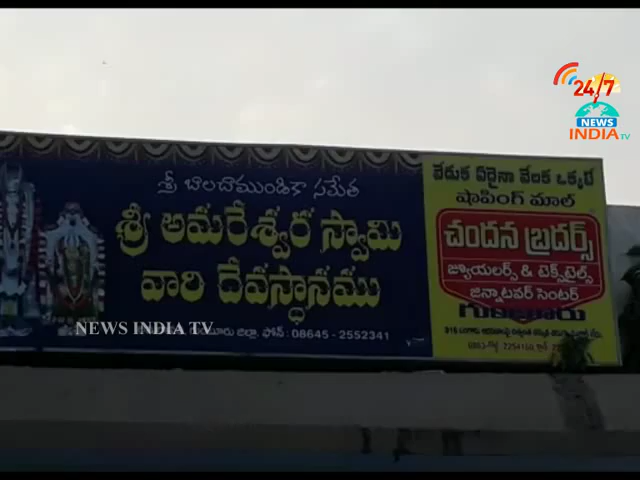 24/7
NEWS
INDIA TV
శ్రీ బాలచాముండికా సమేత
శ్రీ అమరేశ్వర స్వామి
వారి దేవస్థానము
జిల్లా, ఫోన్ : 08645 - 2552341
NEWS INDIA TV
వేడుక ఏదైనా వేదిక ఒక్కటే
షాపింగ్ మాల్
చందన బ్రదర్స్
జ్యూయలర్స్ & టెక్స్‌టైల్స్
జిన్నాటవర్ సెంటర్
గుంటూరు